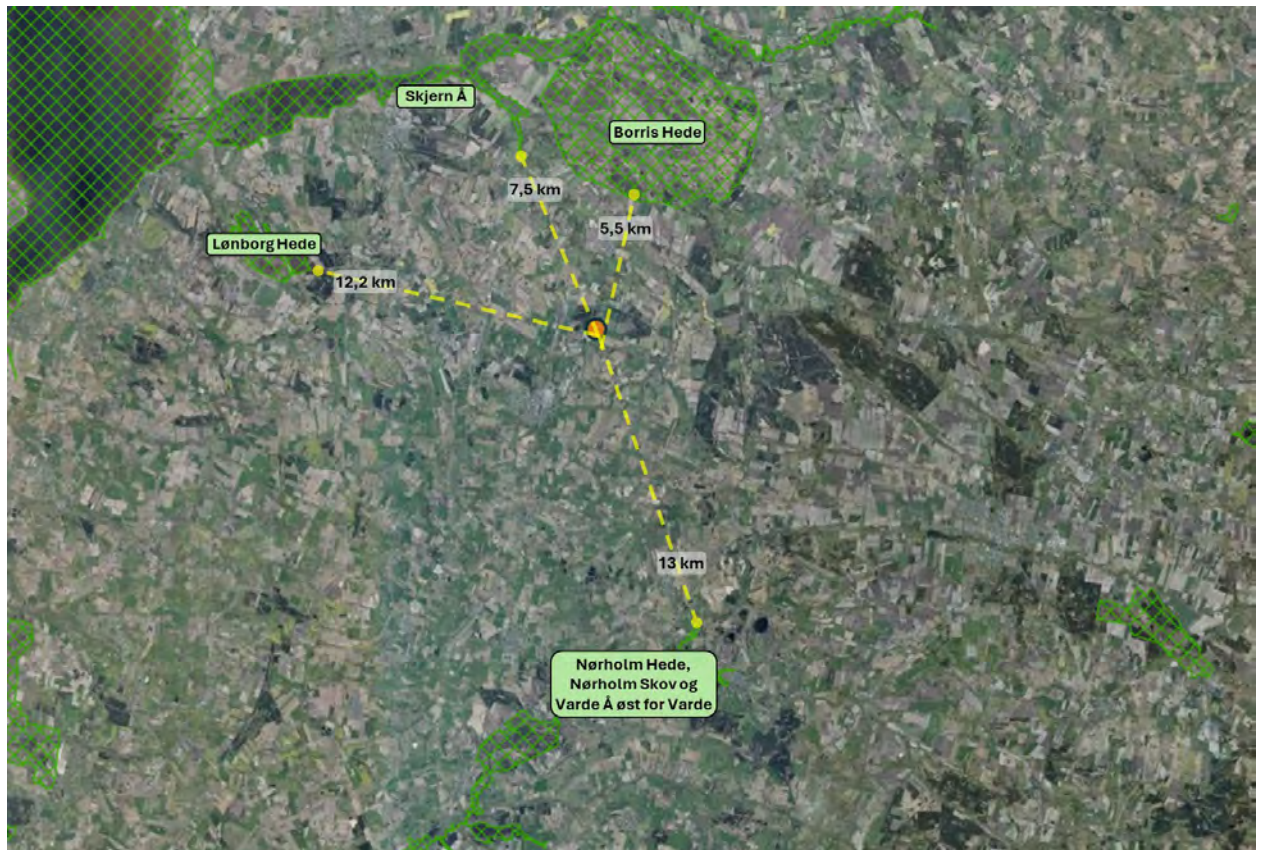 Skjern Å
Borris Hede
7,5 km
5,5 km
Lønborg Hede
12,2 km
13 km
Nørholm Hede,
Nørholm Skov og
Varde Å øst for Varde